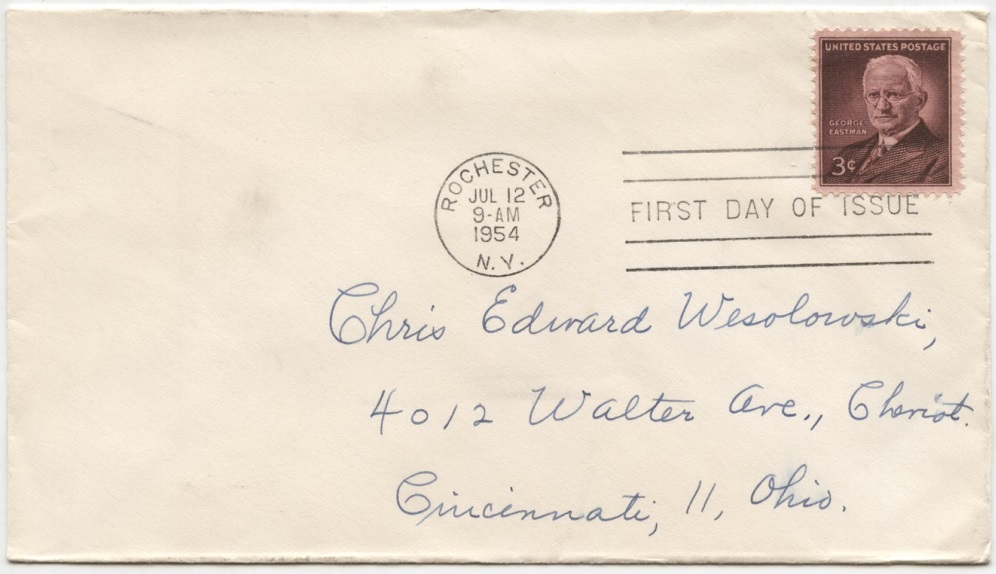 UNITED STATES POSTAGE
GEORGE
EASTMAN
3¢
ROCHESTER
JUL 12
9-AM
1954
N. Y.
FIRST DAY OF ISSUE
Chris Edward Wesolowski,
4012 Walter Ave., Cheviot.
Cincinnati, 11, Ohio.